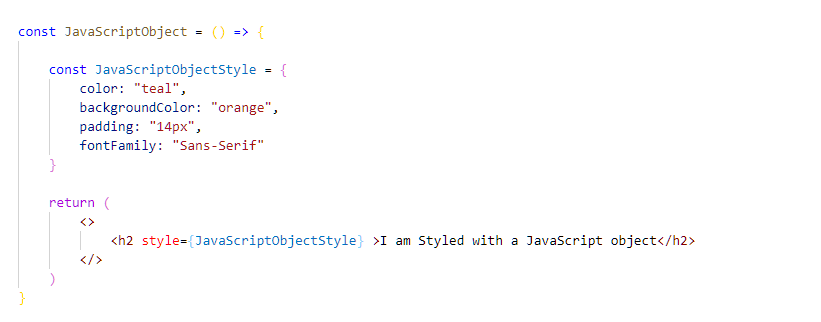 const JavaScriptObject = () => {
    const JavaScriptObjectStyle = {
        color: "teal",
        backgroundColor: "orange",
        padding: "14px",
        fontFamily: "Sans-Serif"
    }
    return (
        <>
            <h2 style={JavaScriptObjectStyle} >I am Styled with a JavaScript object</h2>
        </>
    )
}